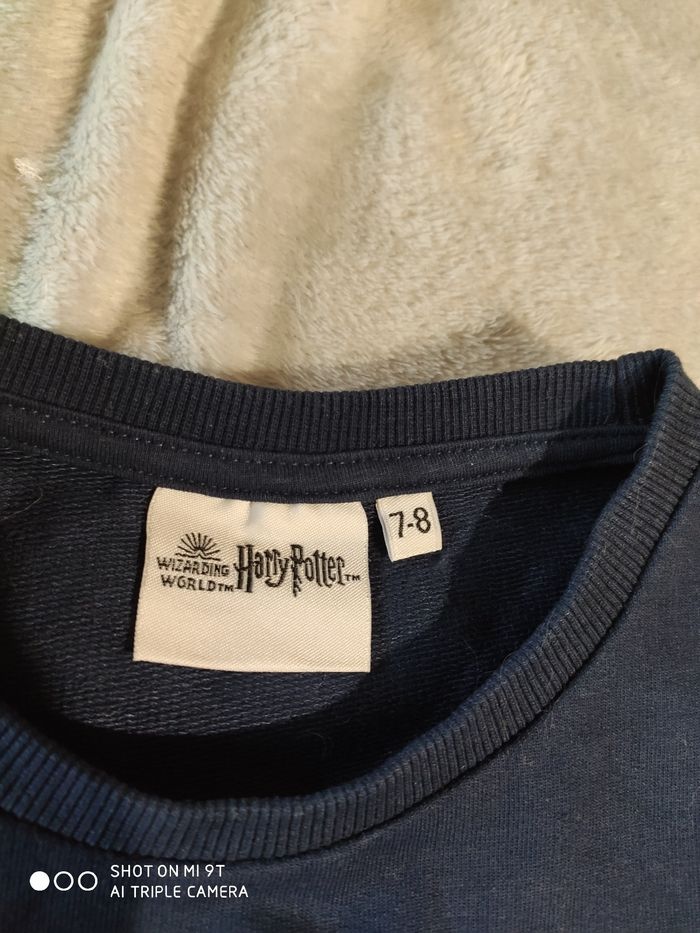 WIZARDING
WORLD™
Harry Potter™
7-8
SHOT ON MI 9T
AI TRIPLE CAMERA